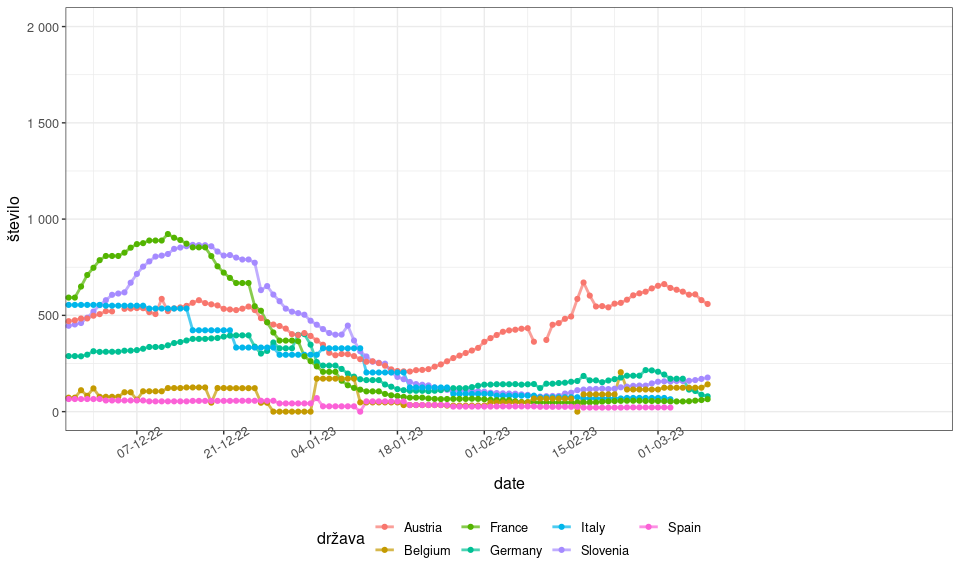 2 000
1 500
1 000
500
0
število
07-12-22 21-12-22 04-01-23 18-01-23 01-02-23 15-02-23 01-03-23
date
država
Austria France Italy Spain
Belgium Germany Slovenia